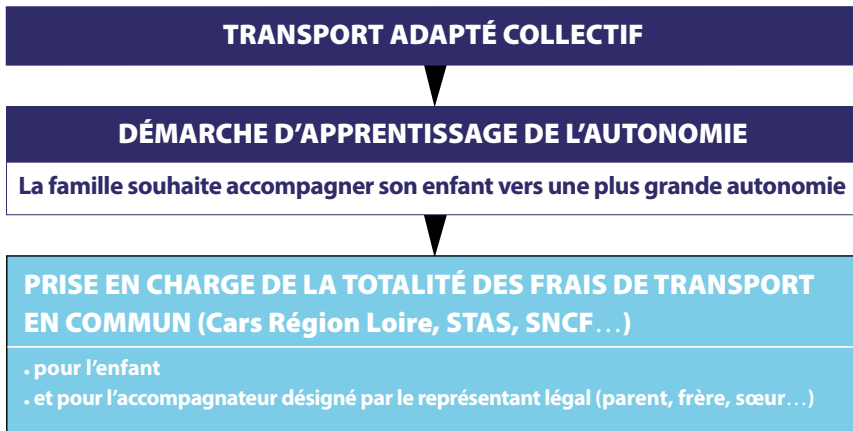 TRANSPORT ADAPTÉ COLLECTIF
DÉMARCHE D’APPRENTISSAGE DE L’AUTONOMIE
La famille souhaite accompagner son enfant vers une plus grande autonomie
PRISE EN CHARGE DE LA TOTALITÉ DES FRAIS DE TRANSPORT
EN COMMUN (Cars Région Loire, STAS, SNCF…)
. pour l’enfant
. et pour l’accompagnateur désigné par le représentant légal (parent, frère, sœur…)